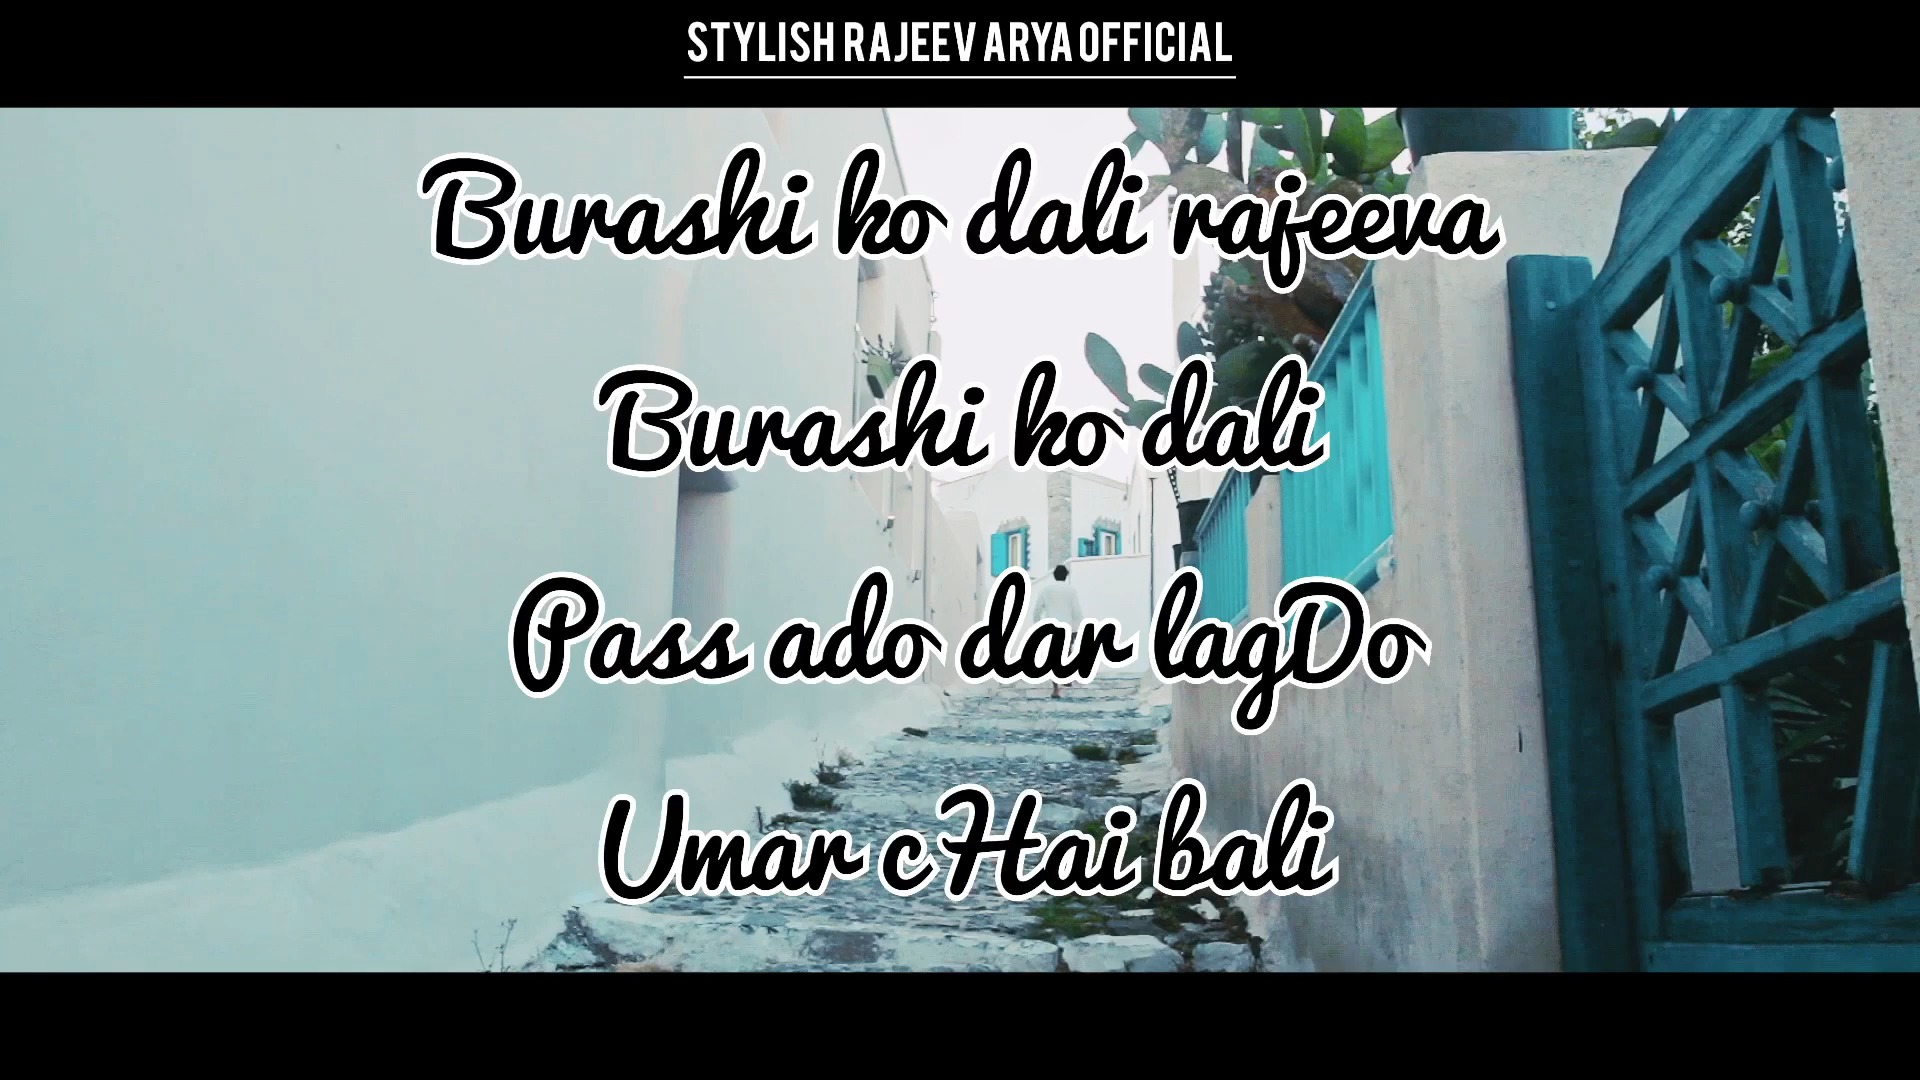 STYLISH RAJEEV ARYA OFFICIAL
Burashi ko dali rajeeva
Burashi ko dali
Pass ado dar lagDo
Umar cHai bali